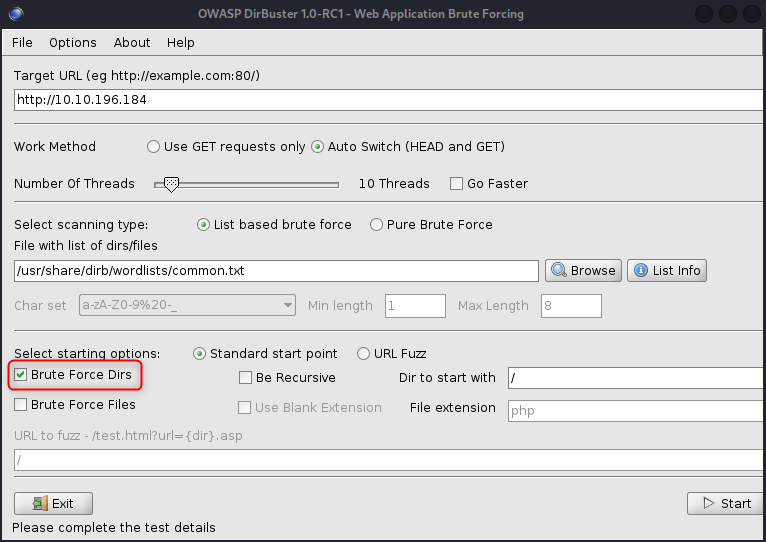 OWASP DirBuster 1.0-RC1 - Web Application Brute Forcing
File Options About Help
Target URL (eg http://example.com:80/)
http://10.10.196.184
Work Method Use GET requests only Auto Switch (HEAD and GET)
Number Of Threads 10 Threads Go Faster
Select scanning type: List based brute force Pure Brute Force
File with list of dirs/files
/usr/share/dirb/wordlists/common.txt Browse List Info
Char set a-zA-Z0-9%20-_ Min length 1 Max Length 8
Select starting options: Standard start point URL Fuzz
Brute Force Dirs Be Recursive Dir to start with /
Brute Force Files Use Blank Extension File extension php
URL to fuzz - /test.html?url={dir}.asp
/
Exit Start
Please complete the test details